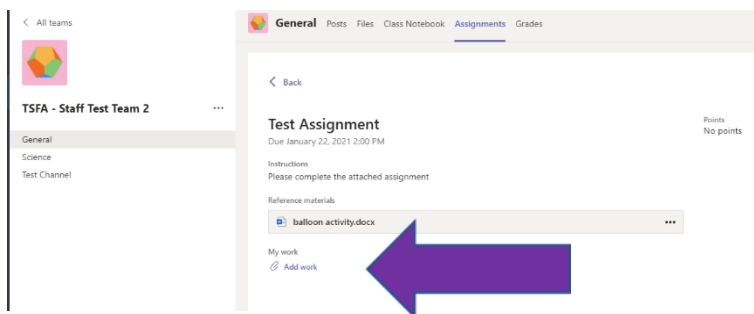 All teams
TSFA - Staff Test Team 2 ...
General
Science
Test Channel
General Posts Files Class Notebook Assignments Grades
Back
Test Assignment
Due January 22, 2021 2:00 PM
Points
No points
Instructions
Please complete the attached assignment
Reference materials
balloon activity.docx ...
My work
Add work